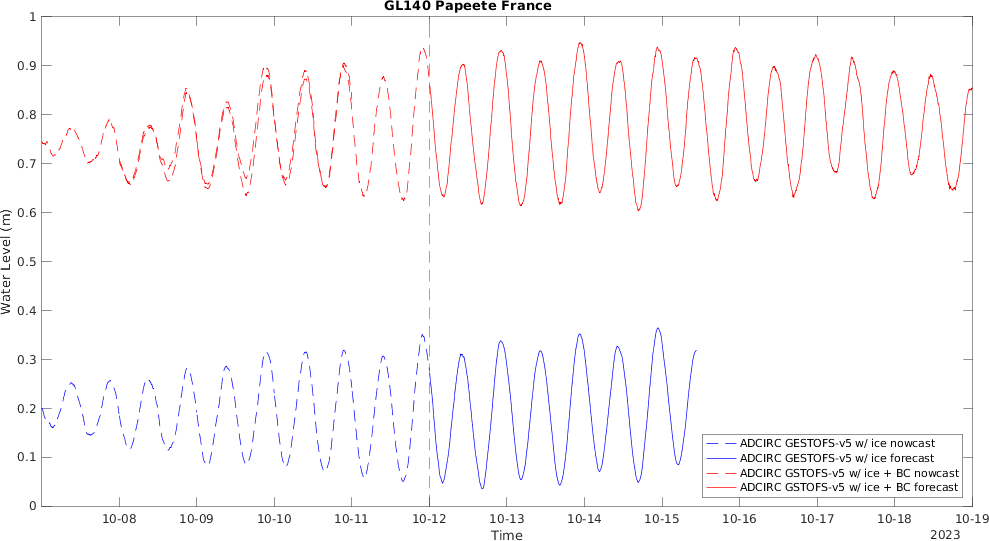 GL140 Papeete France
1
0.9
0.8
0.7
0.6
0.5
0.4
0.3
0.2
0.1
0
Water Level (m)
10-08 10-09 10-10 10-11 10-12 10-13 10-14 10-15 10-16 10-17 10-18 10-19
Time
2023
ADCIRC GESTOFS-v5 w/ ice nowcast
ADCIRC GESTOFS-v5 w/ ice forecast
ADCIRC GSTOFS-v5 w/ ice + BC nowcast
ADCIRC GSTOFS-v5 w/ ice + BC forecast